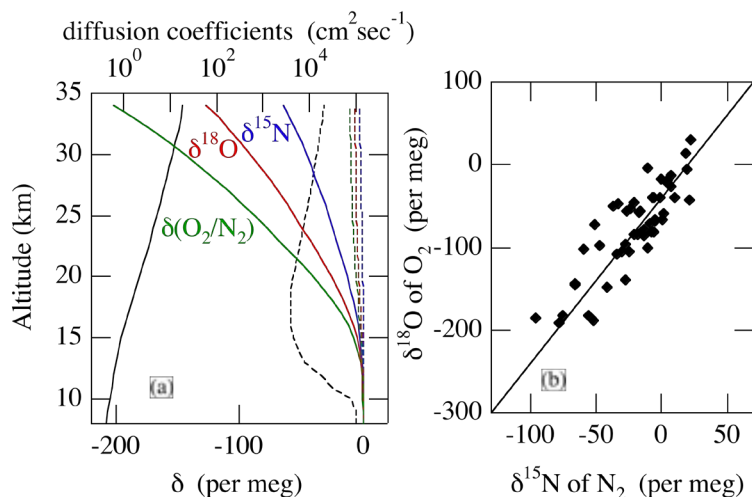 diffusion coefficients (cm²sec⁻¹)
10⁰ 10² 10⁴
35
30
25
20
15
10
Altitude (km)
δ¹⁵N
δ¹⁸O
δ(O₂/N₂)
(a)
-200 -100 0
δ (per meg)
100
0
-100
-200
-300
δ¹⁸O of O₂ (per meg)
(b)
-100 -50 0 50
δ¹⁵N of N₂ (per meg)